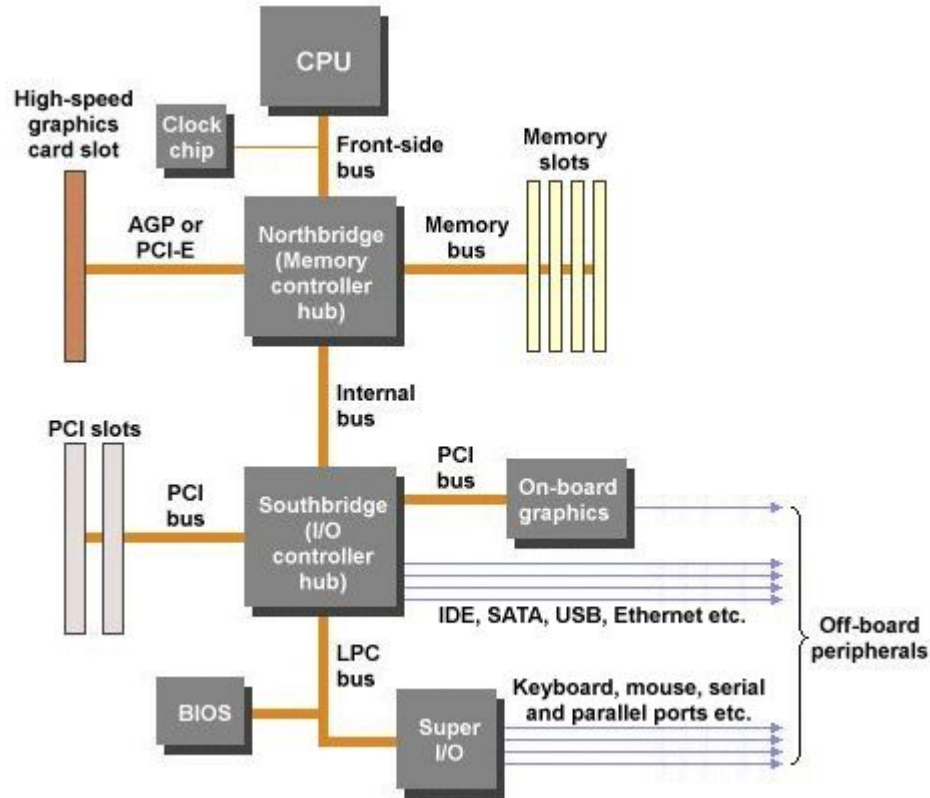 CPU
High-speed
graphics
card slot
Clock
chip
Front-side
bus
Memory
slots
AGP or
PCI-E
Northbridge
(Memory
controller
hub)
Memory
bus
Internal
bus
PCI slots
PCI
bus
Southbridge
(I/O
controller
hub)
PCI
bus
On-board
graphics
IDE, SATA, USB, Ethernet etc.
Off-board
peripherals
LPC
bus
BIOS
Super
I/O
Keyboard, mouse, serial
and parallel ports etc.